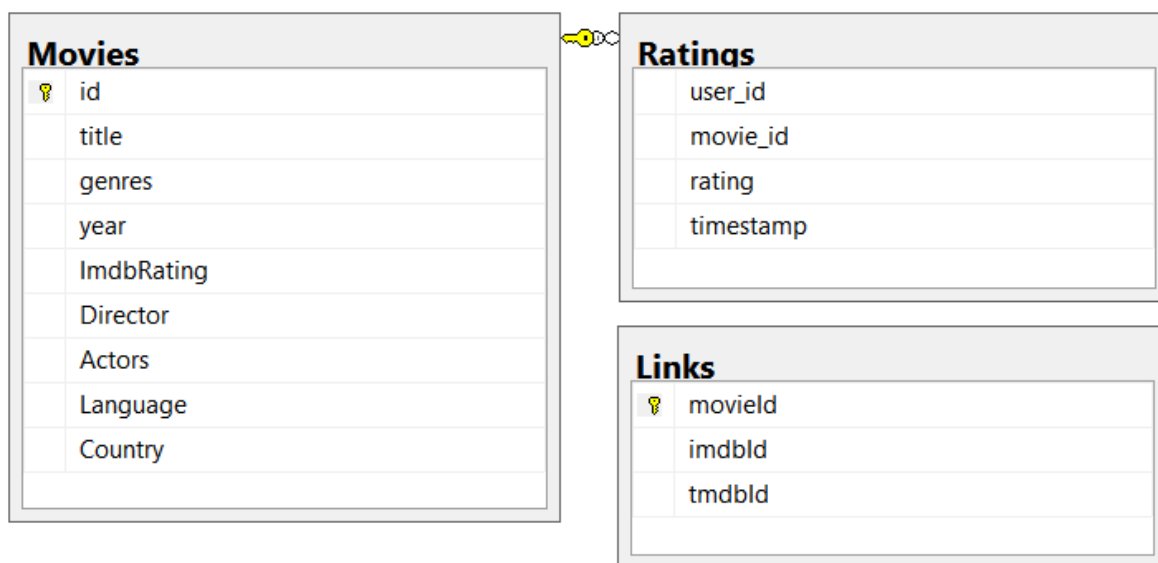 Movies
id
title
genres
year
ImdbRating
Director
Actors
Language
Country
Ratings
user_id
movie_id
rating
timestamp
Links
movieId
imdbId
tmdbId